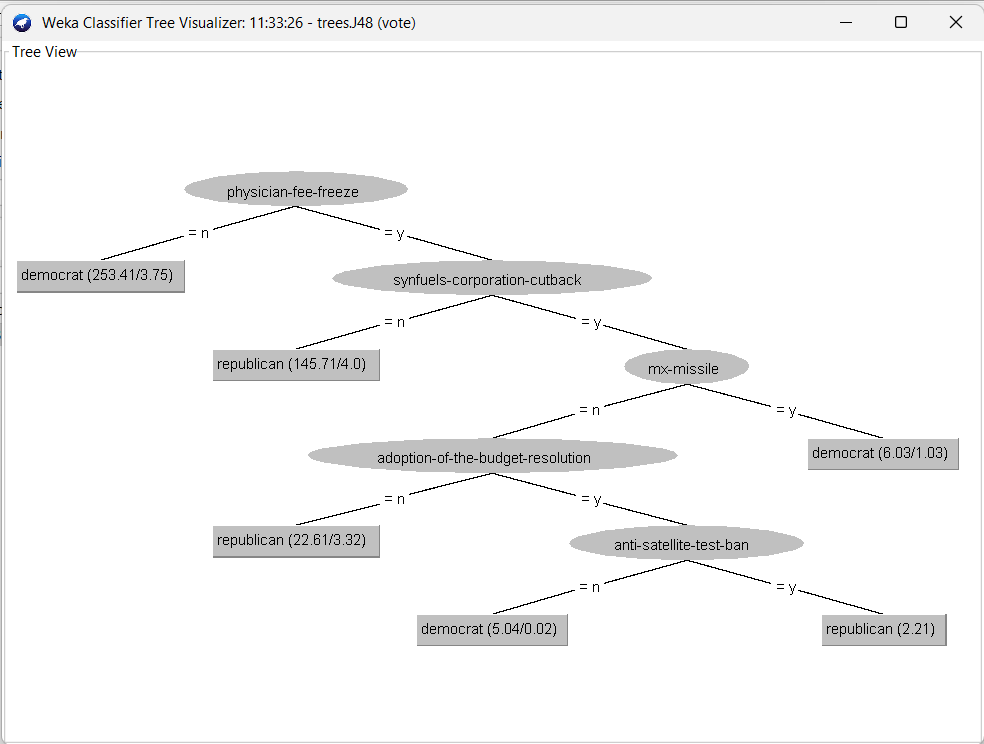 Weka Classifier Tree Visualizer: 11:33:26 - trees.J48 (vote)
Tree View
physician-fee-freeze
= n
= y
democrat (253.41/3.75)
synfuels-corporation-cutback
= n
= y
republican (145.71/4.0)
mx-missile
= n
= y
adoption-of-the-budget-resolution
democrat (6.03/1.03)
= n
= y
republican (22.61/3.32)
anti-satellite-test-ban
= n
= y
democrat (5.04/0.02)
republican (2.21)